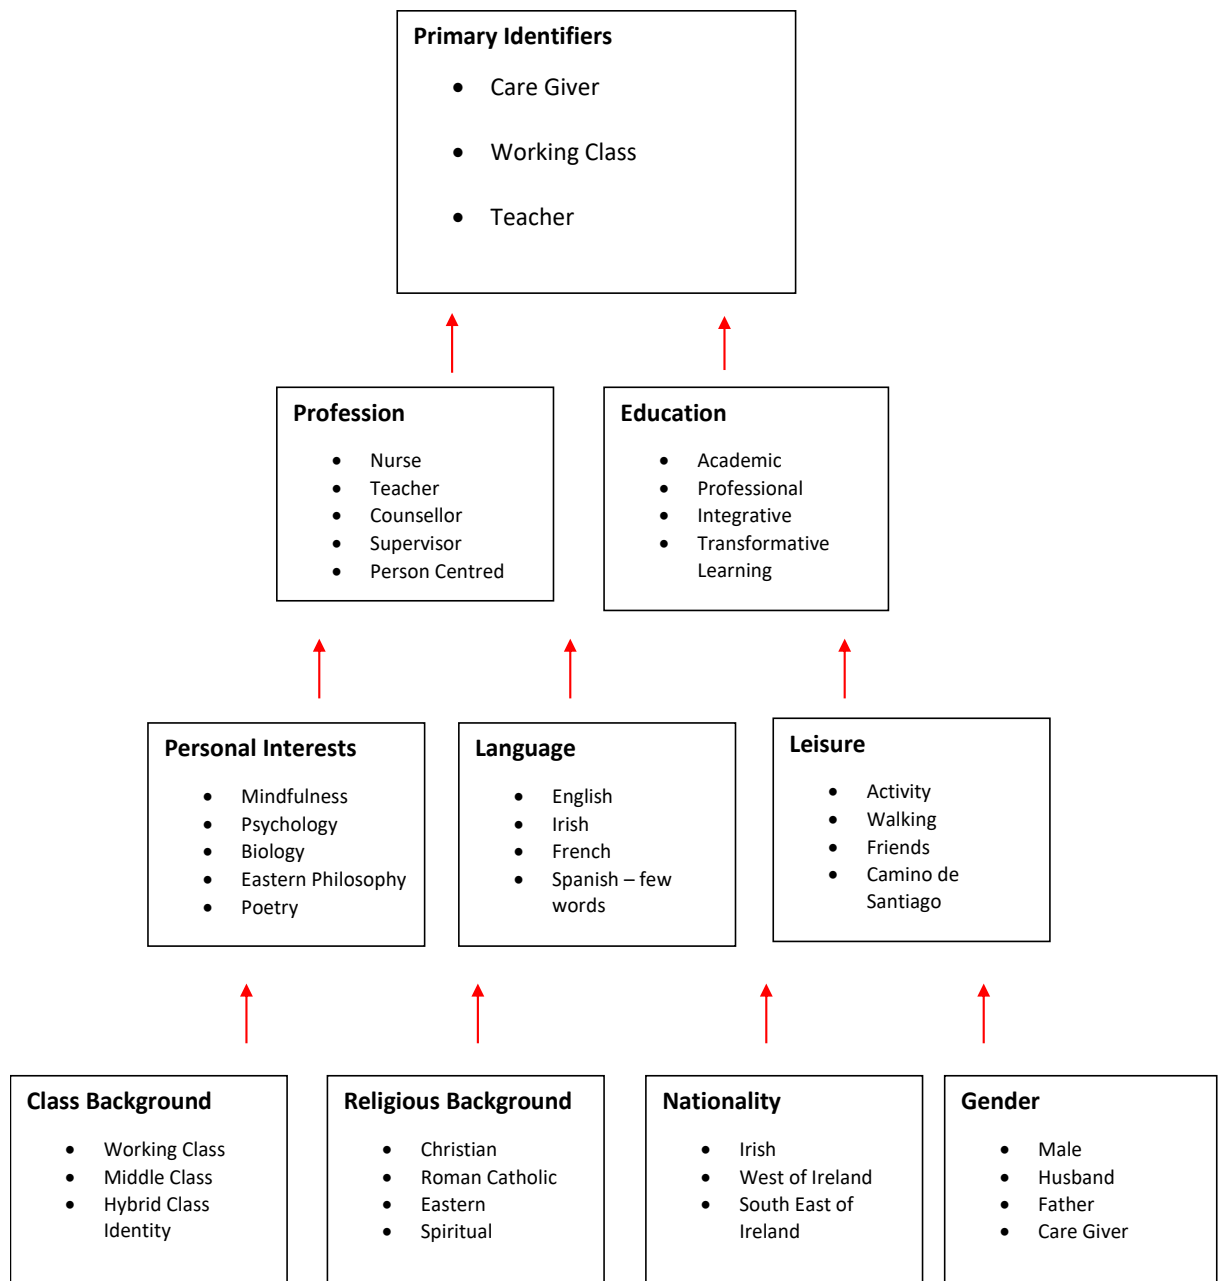 Primary Identifiers
• Care Giver
• Working Class
• Teacher
Profession
• Nurse
• Teacher
• Counsellor
• Supervisor
• Person Centred
Education
• Academic
• Professional
• Integrative
• Transformative
Learning
Personal Interests
• Mindfulness
• Psychology
• Biology
• Eastern Philosophy
• Poetry
Language
• English
• Irish
• French
• Spanish – few
words
Leisure
• Activity
• Walking
• Friends
• Camino de
Santiago
Class Background
• Working Class
• Middle Class
• Hybrid Class
Identity
Religious Background
• Christian
• Roman Catholic
• Eastern
• Spiritual
Nationality
• Irish
• West of Ireland
• South East of
Ireland
Gender
• Male
• Husband
• Father
• Care Giver